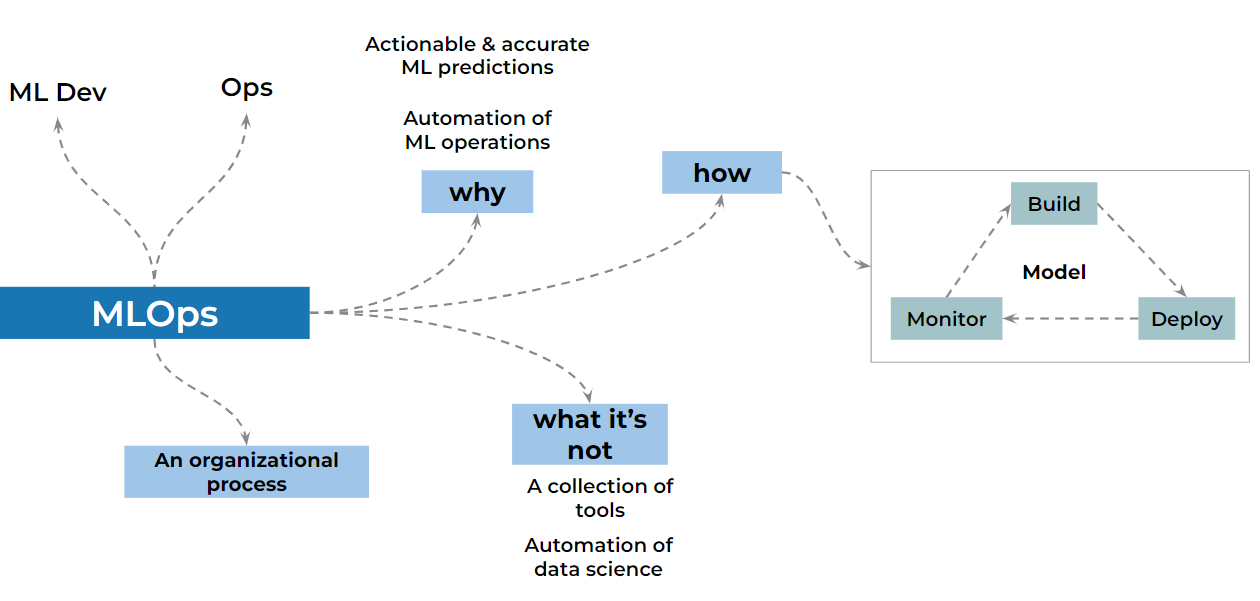 Actionable & accurate
ML predictions
ML Dev
Ops
Automation of
ML operations
why
how
Build
Model
Monitor
Deploy
MLOps
what it’s
not
An organizational
process
A collection of
tools
Automation of
data science